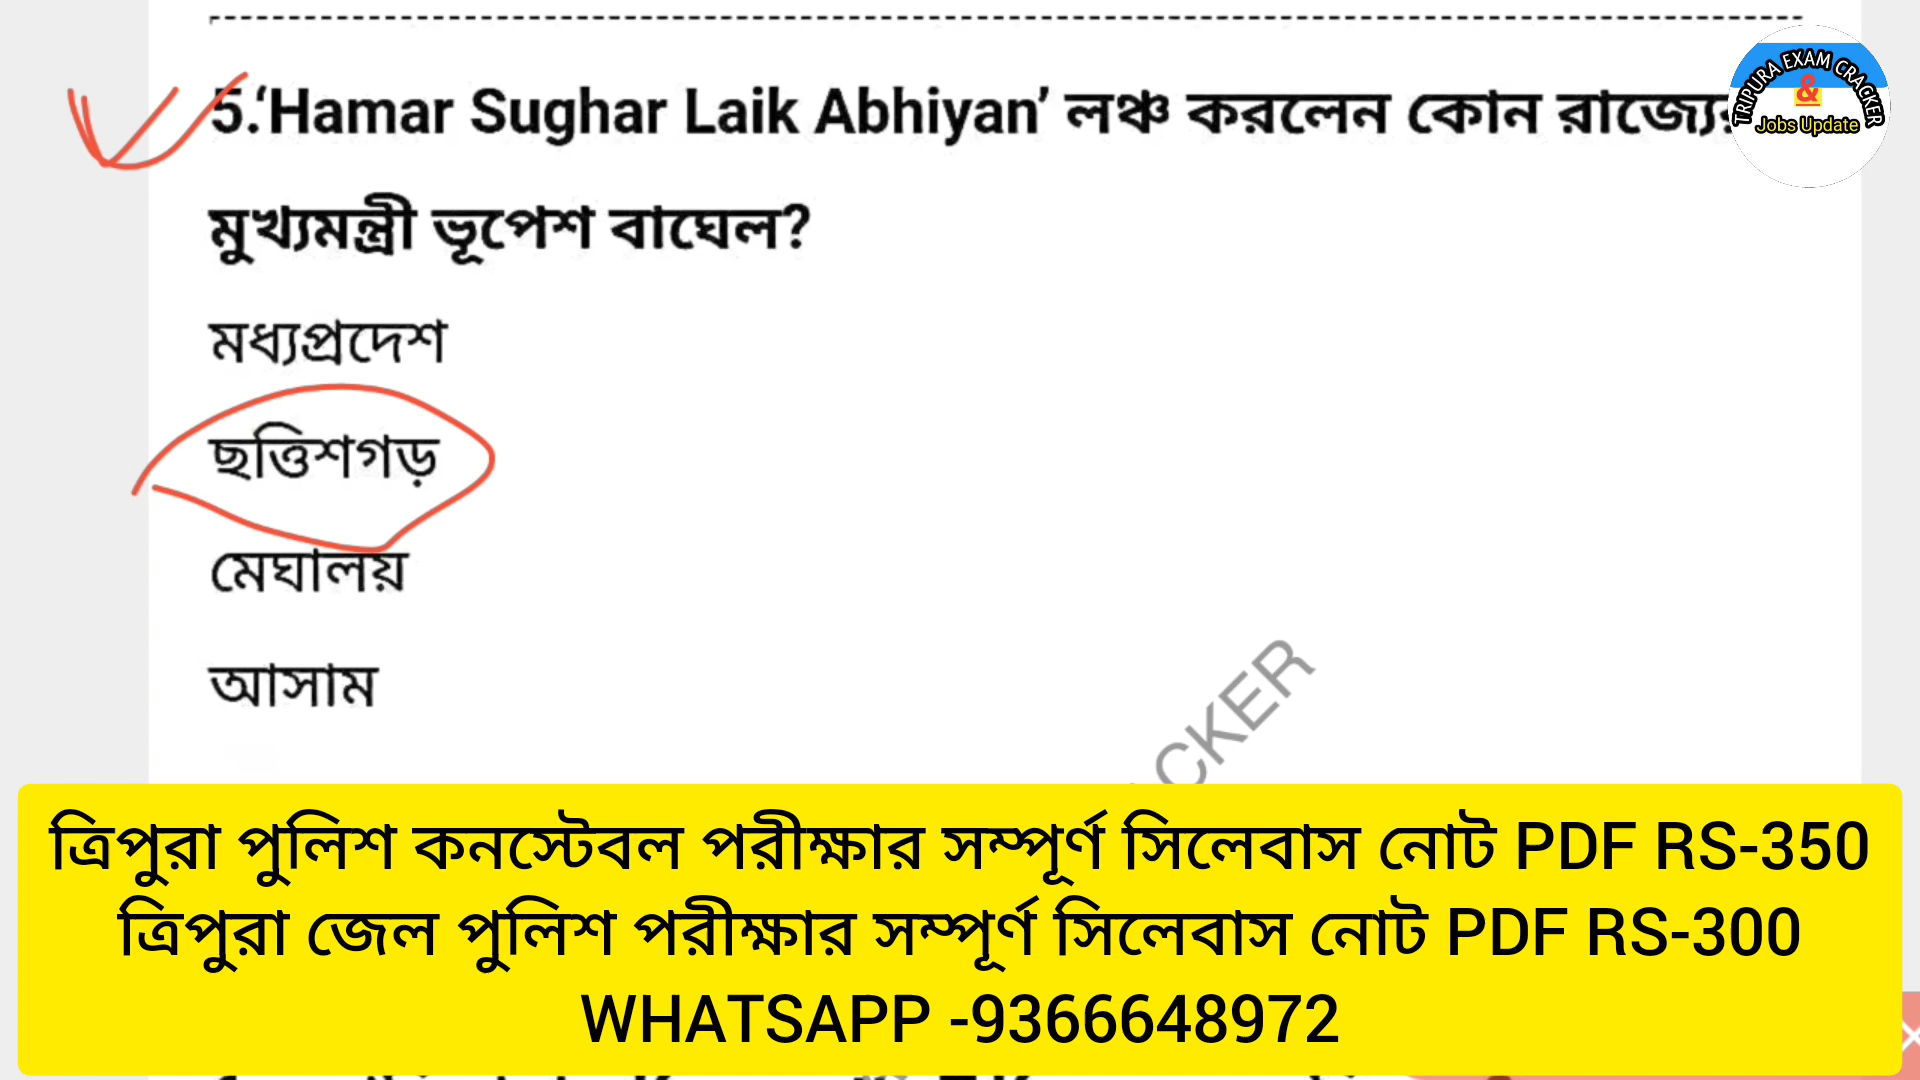 5.‘Hamar Sughar Laik Abhiyan’ লঞ্চ করলেন কোন রাজ্যের
TRIPURA EXAM CRACKER
&
Jobs Update
মুখ্যমন্ত্রী ভূপেশ বাঘেল?
মধ্যপ্রদেশ
ছত্তিশগড়
মেঘালয়
আসাম
ত্রিপুরা পুলিশ কনস্টেবল পরীক্ষার সম্পূর্ণ সিলেবাস নোট PDF RS-350
ত্রিপুরা জেল পুলিশ পরীক্ষার সম্পূর্ণ সিলেবাস নোট PDF RS-300
WHATSAPP -9366648972